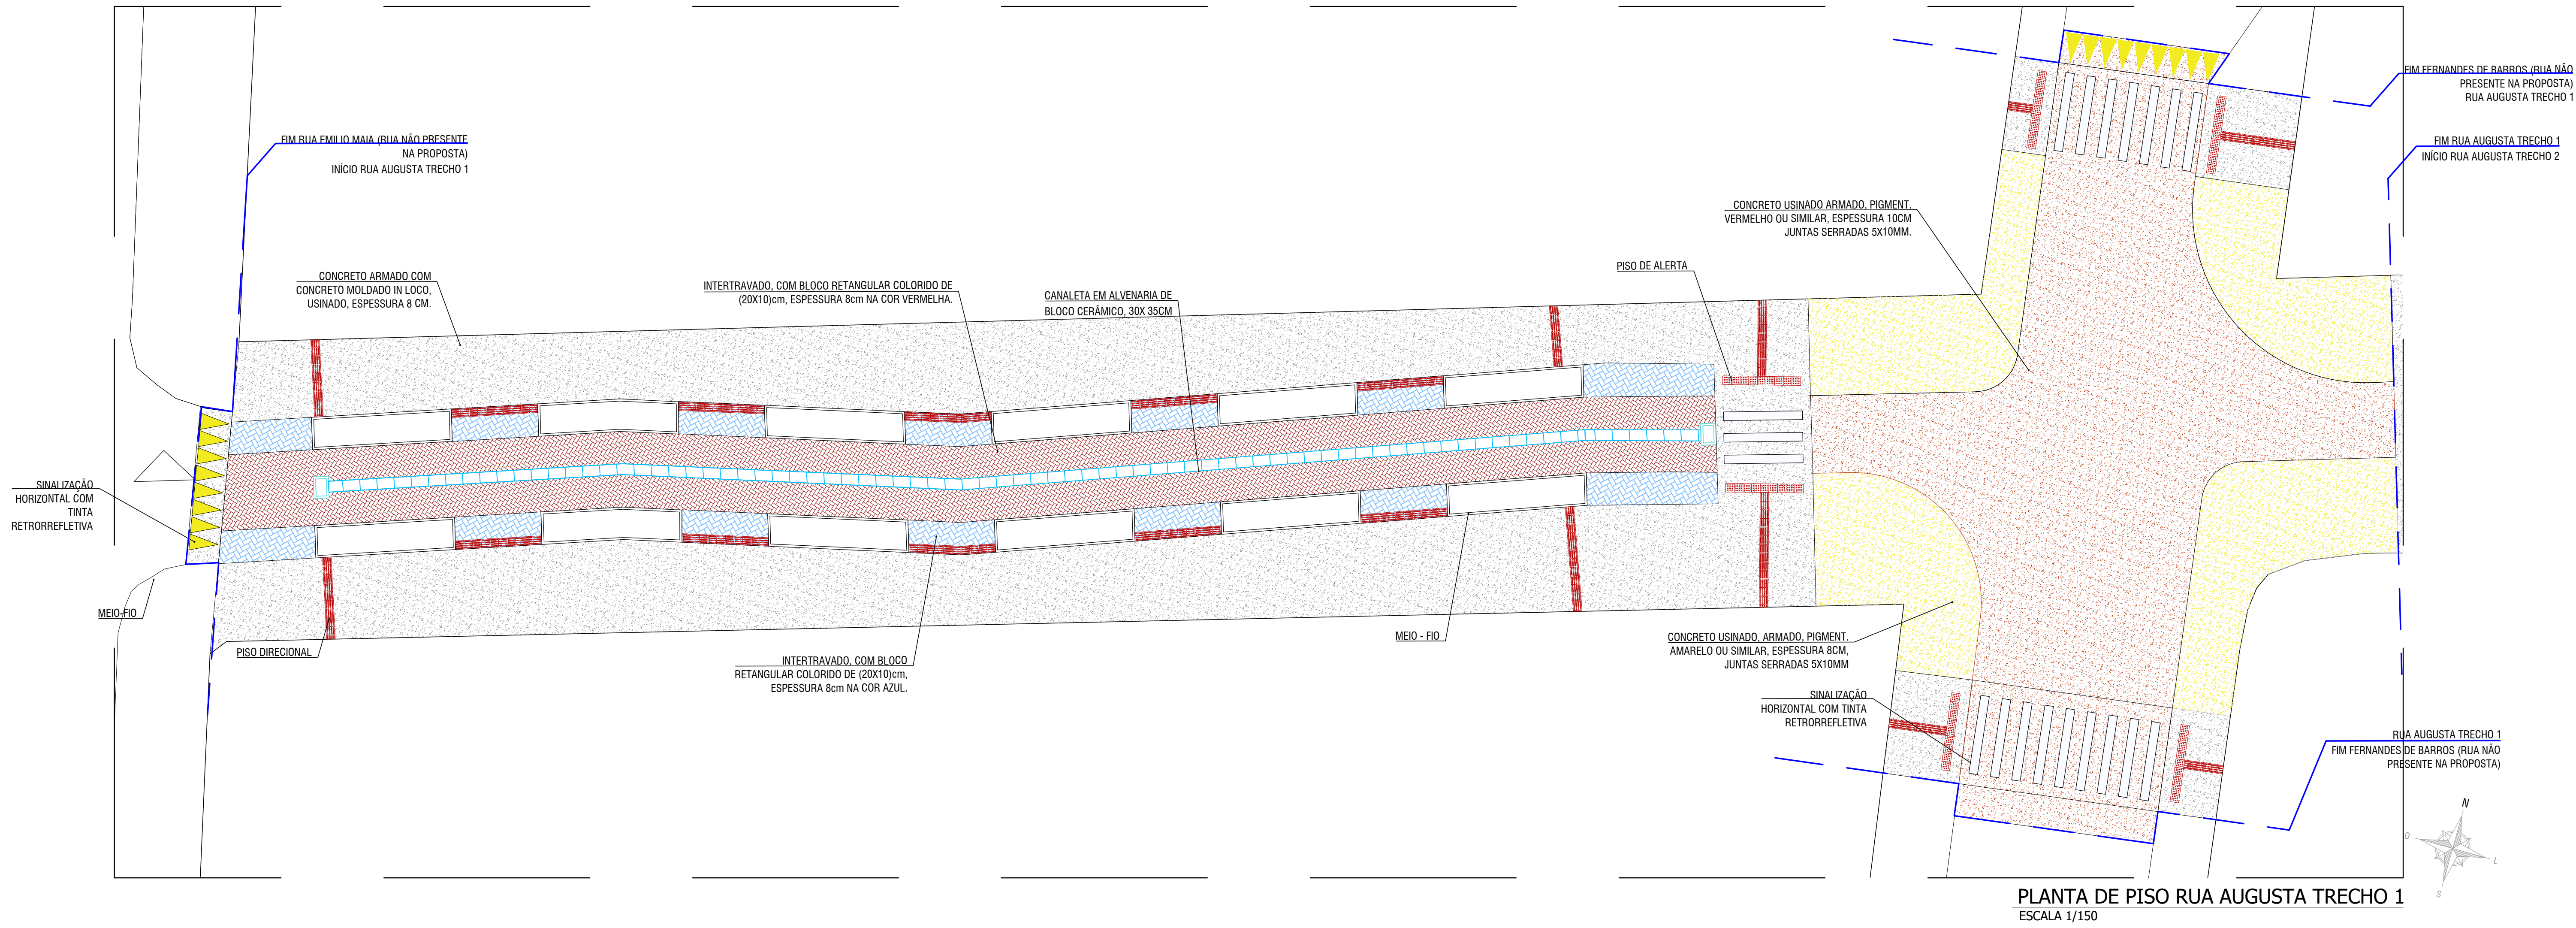 FIM FERNANDES DE BARROS (RUA NÃO
PRESENTE NA PROPOSTA)
RUA AUGUSTA TRECHO 1
FIM RUA EMILIO MAIA (RUA NÃO PRESENTE
NA PROPOSTA)
INÍCIO RUA AUGUSTA TRECHO 1
FIM RUA AUGUSTA TRECHO 1
INÍCIO RUA AUGUSTA TRECHO 2
CONCRETO USINADO ARMADO, PIGMENT.
VERMELHO OU SIMILAR, ESPESSURA 10CM
JUNTAS SERRADAS 5X10MM.
PISO DE ALERTA
CONCRETO ARMADO COM
CONCRETO MOLDADO IN LOCO,
USINADO, ESPESSURA 8 CM.
INTERTRAVADO, COM BLOCO RETANGULAR COLORIDO DE
(20X10)cm, ESPESSURA 8cm NA COR VERMELHA.
CANALETA EM ALVENARIA DE
BLOCO CERÂMICO, 30X 35CM
SINALIZAÇÃO
HORIZONTAL COM
TINTA
RETRORREFLETIVA
MEIO-FIO
PISO DIRECIONAL
INTERTRAVADO, COM BLOCO
RETANGULAR COLORIDO DE (20X10)cm,
ESPESSURA 8cm NA COR AZUL.
MEIO - FIO
CONCRETO USINADO, ARMADO, PIGMENT.
AMARELO OU SIMILAR, ESPESSURA 8CM,
JUNTAS SERRADAS 5X10MM
SINALIZAÇÃO
HORIZONTAL COM TINTA
RETRORREFLETIVA
RUA AUGUSTA TRECHO 1
FIM FERNANDES DE BARROS (RUA NÃO
PRESENTE NA PROPOSTA)
N
O
L
S
PLANTA DE PISO RUA AUGUSTA TRECHO 1
ESCALA 1/150